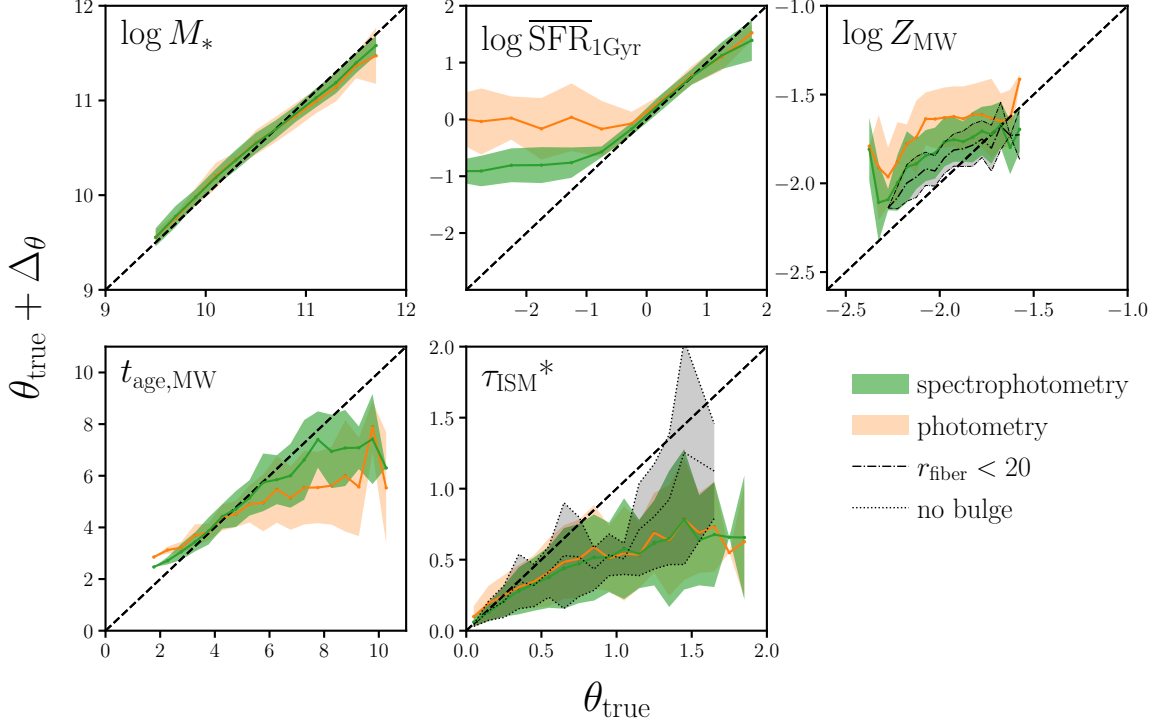 log M*
12
11
10
9
9 10 11 12
log SFR1Gyr
2
1
0
−1
−2
−2 −1 0 1 2
log ZMW
−1.0
−1.5
−2.0
−2.5
−2.5 −2.0 −1.5 −1.0
θtrue + Δθ
tage,MW
10
8
6
4
2
0
0 2 4 6 8 10
τISM*
2.0
1.5
1.0
0.5
0.0
0.0 0.5 1.0 1.5 2.0
spectrophotometry
photometry
rfiber < 20
no bulge
θtrue